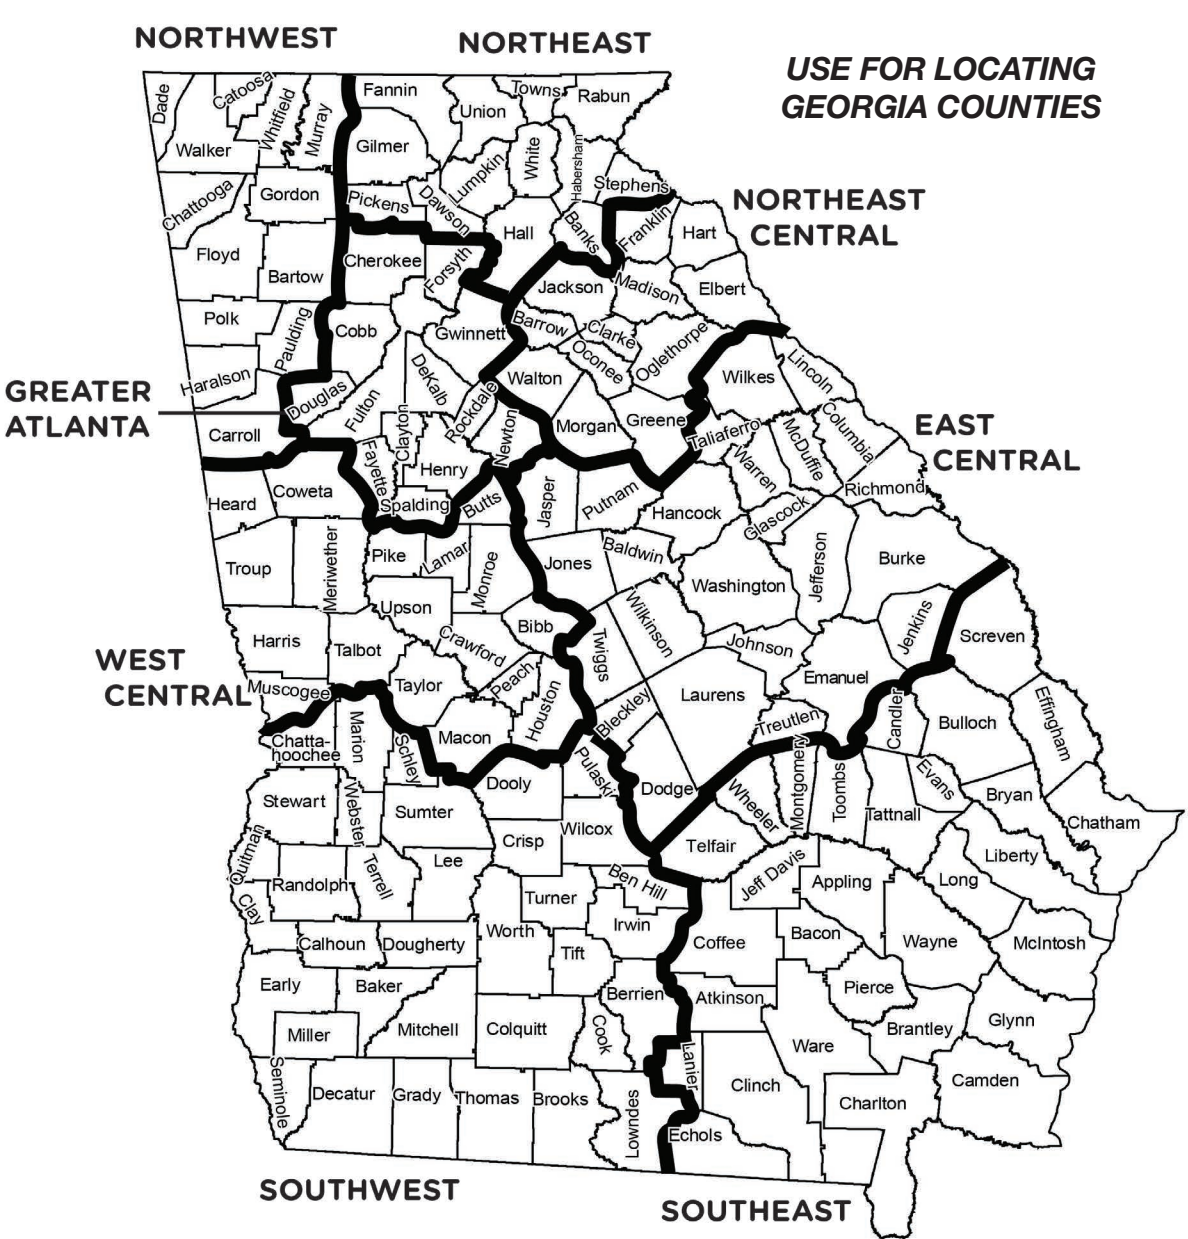 NORTHWEST
NORTHEAST
USE FOR LOCATING
GEORGIA COUNTIES
Dade
Catoosa
Whitfield
Murray
Fannin
Union
Towns
Rabun
Walker
Gilmer
Lumpkin
White
Habersham
Stephens
Chattooga
Gordon
Pickens
Dawson
Hall
Banks
Franklin
Hart
NORTHEAST
CENTRAL
Floyd
Bartow
Cherokee
Forsyth
Jackson
Madison
Elbert
Polk
Paulding
Cobb
Gwinnett
Barrow
Clarke
Oconee
Oglethorpe
Haralson
Douglas
Fulton
DeKalb
Rockdale
Walton
Wilkes
Lincoln
GREATER
ATLANTA
Carroll
Clayton
Newton
Morgan
Greene
Taliaferro
McDuffie
Columbia
EAST
CENTRAL
Fayette
Henry
Heard
Coweta
Spalding
Butts
Jasper
Putnam
Hancock
Warren
Glascock
Richmond
Troup
Meriwether
Pike
Lamar
Monroe
Jones
Baldwin
Washington
Jefferson
Burke
Upson
Bibb
Twiggs
Wilkinson
Johnson
Jenkins
Screven
Harris
Talbot
Crawford
Peach
WEST
CENTRAL
Muscogee
Taylor
Houston
Bleckley
Laurens
Emanuel
Treutlen
Candler
Bulloch
Effingham
Chatta-
hoochee
Marion
Schley
Macon
Dooly
Pulaski
Dodge
Wheeler
Montgomery
Toombs
Tattnall
Evans
Bryan
Chatham
Stewart
Webster
Sumter
Crisp
Wilcox
Telfair
Liberty
Quitman
Randolph
Terrell
Lee
Turner
Ben Hill
Jeff Davis
Appling
Long
Clay
Calhoun
Dougherty
Worth
Tift
Irwin
Coffee
Bacon
Wayne
McIntosh
Early
Baker
Berrien
Atkinson
Pierce
Miller
Mitchell
Colquitt
Cook
Lanier
Ware
Brantley
Glynn
Seminole
Decatur
Grady
Thomas
Brooks
Lowndes
Clinch
Charlton
Camden
Echols
SOUTHWEST
SOUTHEAST